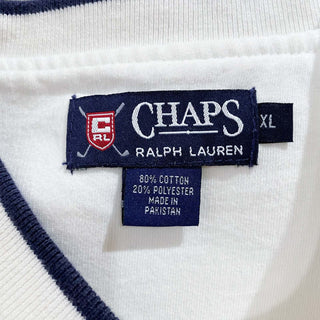 C
RL
CHAPS
XL
RALPH LAUREN
80% COTTON
20% POLYESTER
MADE IN
PAKISTAN